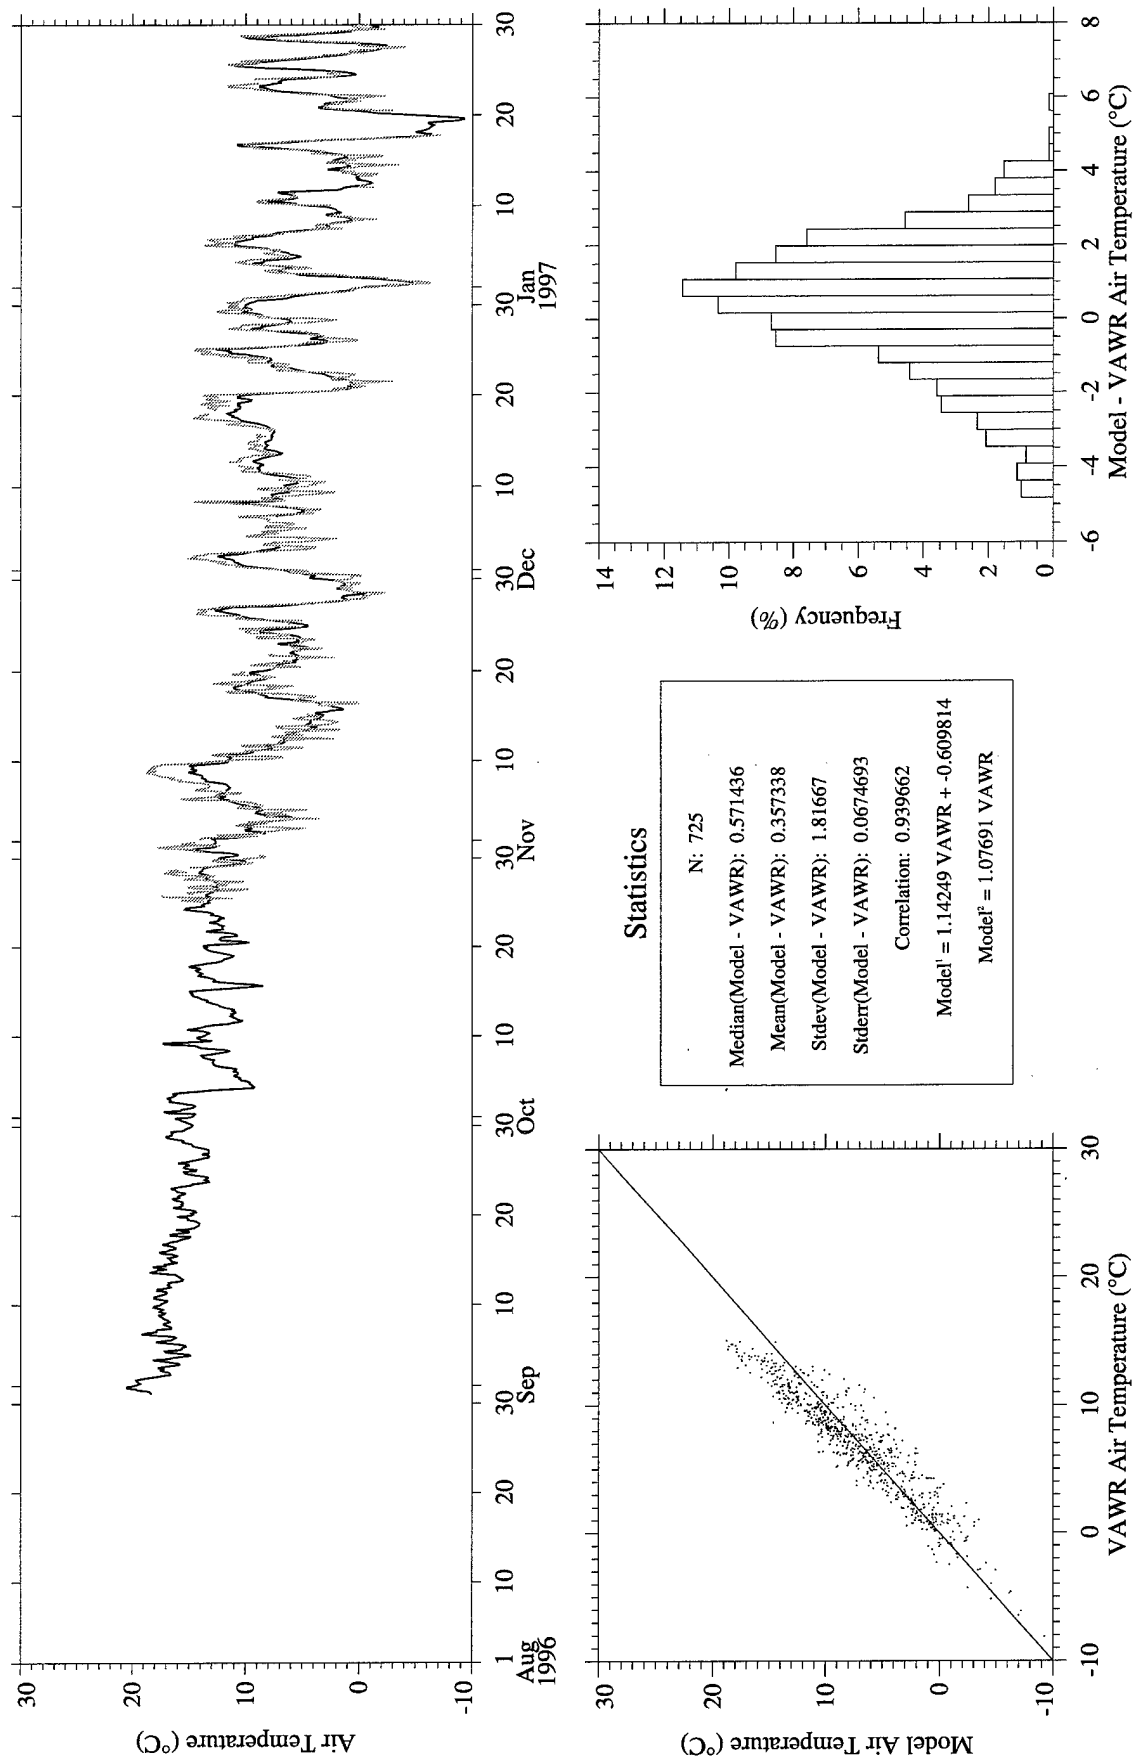 20
10
0
-10
Air Temperature (°C)
1 10 20 30 10 20 30 10 20 30 10 20 30 10 20 30 10 20 30
Aug Sep Oct Nov Dec Jan
1996 1997
30
20
10
0
-10
Model Air Temperature (°C)
-10 0 10 20 30
VAWR Air Temperature (°C)
Statistics
N: 725
Median(Model - VAWR): 0.571436
Mean(Model - VAWR): 0.357338
Stdev(Model - VAWR): 1.81667
Stderr(Model - VAWR): 0.0674693
Correlation: 0.939662
Model¹ = 1.14249 VAWR + -0.609814
Model² = 1.07691 VAWR
14
12
10
8
6
4
2
0
Frequency (%)
-6 -4 -2 0 2 4 6 8
Model - VAWR Air Temperature (°C)